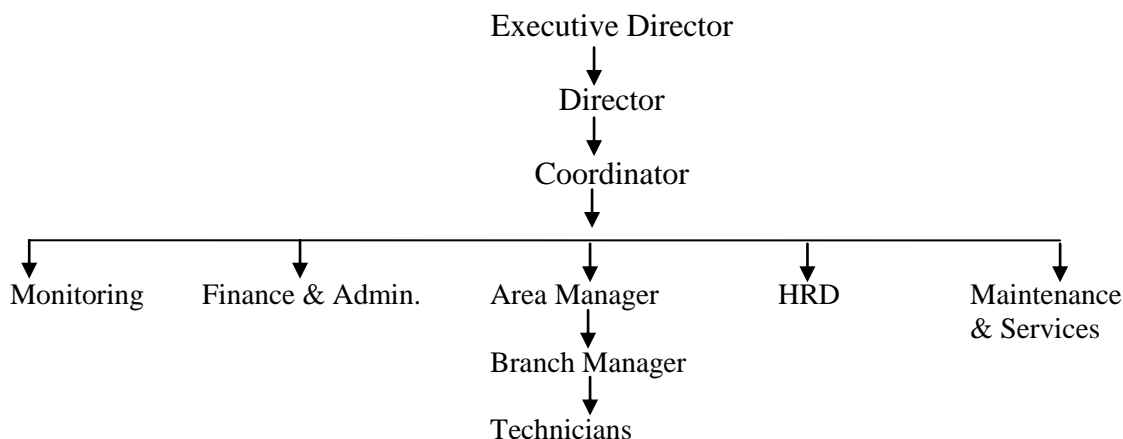 Executive Director
Director
Coordinator
Monitoring
Finance & Admin.
Area Manager
HRD
Maintenance
& Services
Branch Manager
Technicians